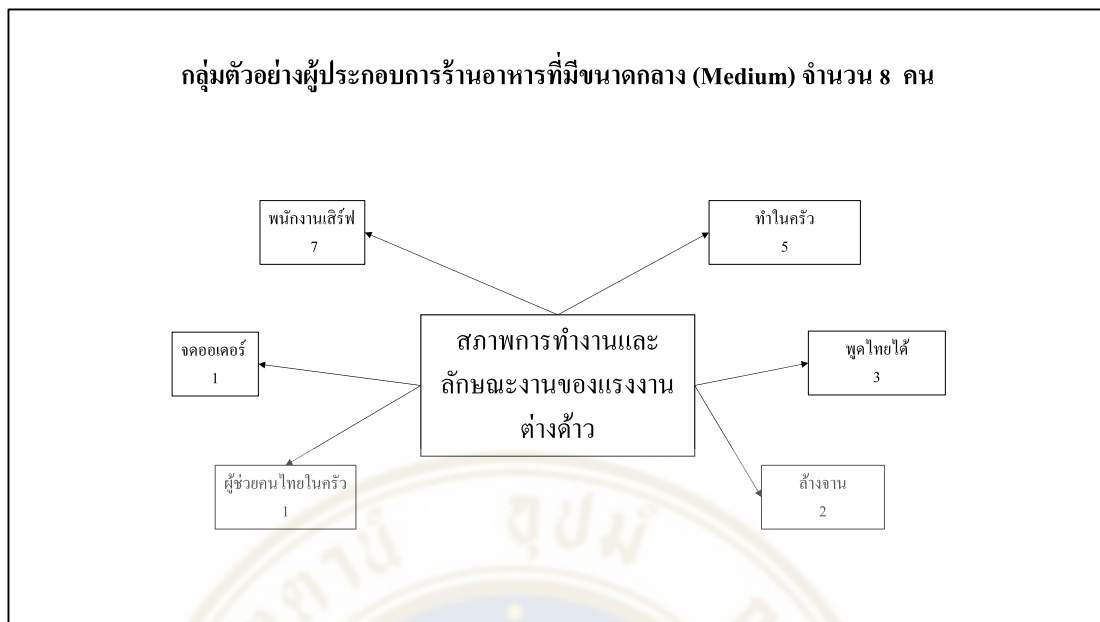 กลุ่มตัวอย่างผู้ประกอบการร้านอาหารที่มีขนาดกลาง (Medium) จำนวน 8 คน
พนักงานเสิร์ฟ
7
ทำในครัว
5
จดออเดอร์
1
สภาพการทำงานและ
ลักษณะงานของแรงงาน
ต่างด้าว
พูดไทยได้
3
ผู้ช่วยคนไทยในครัว
1
ล้างจาน
2
อุปมํ